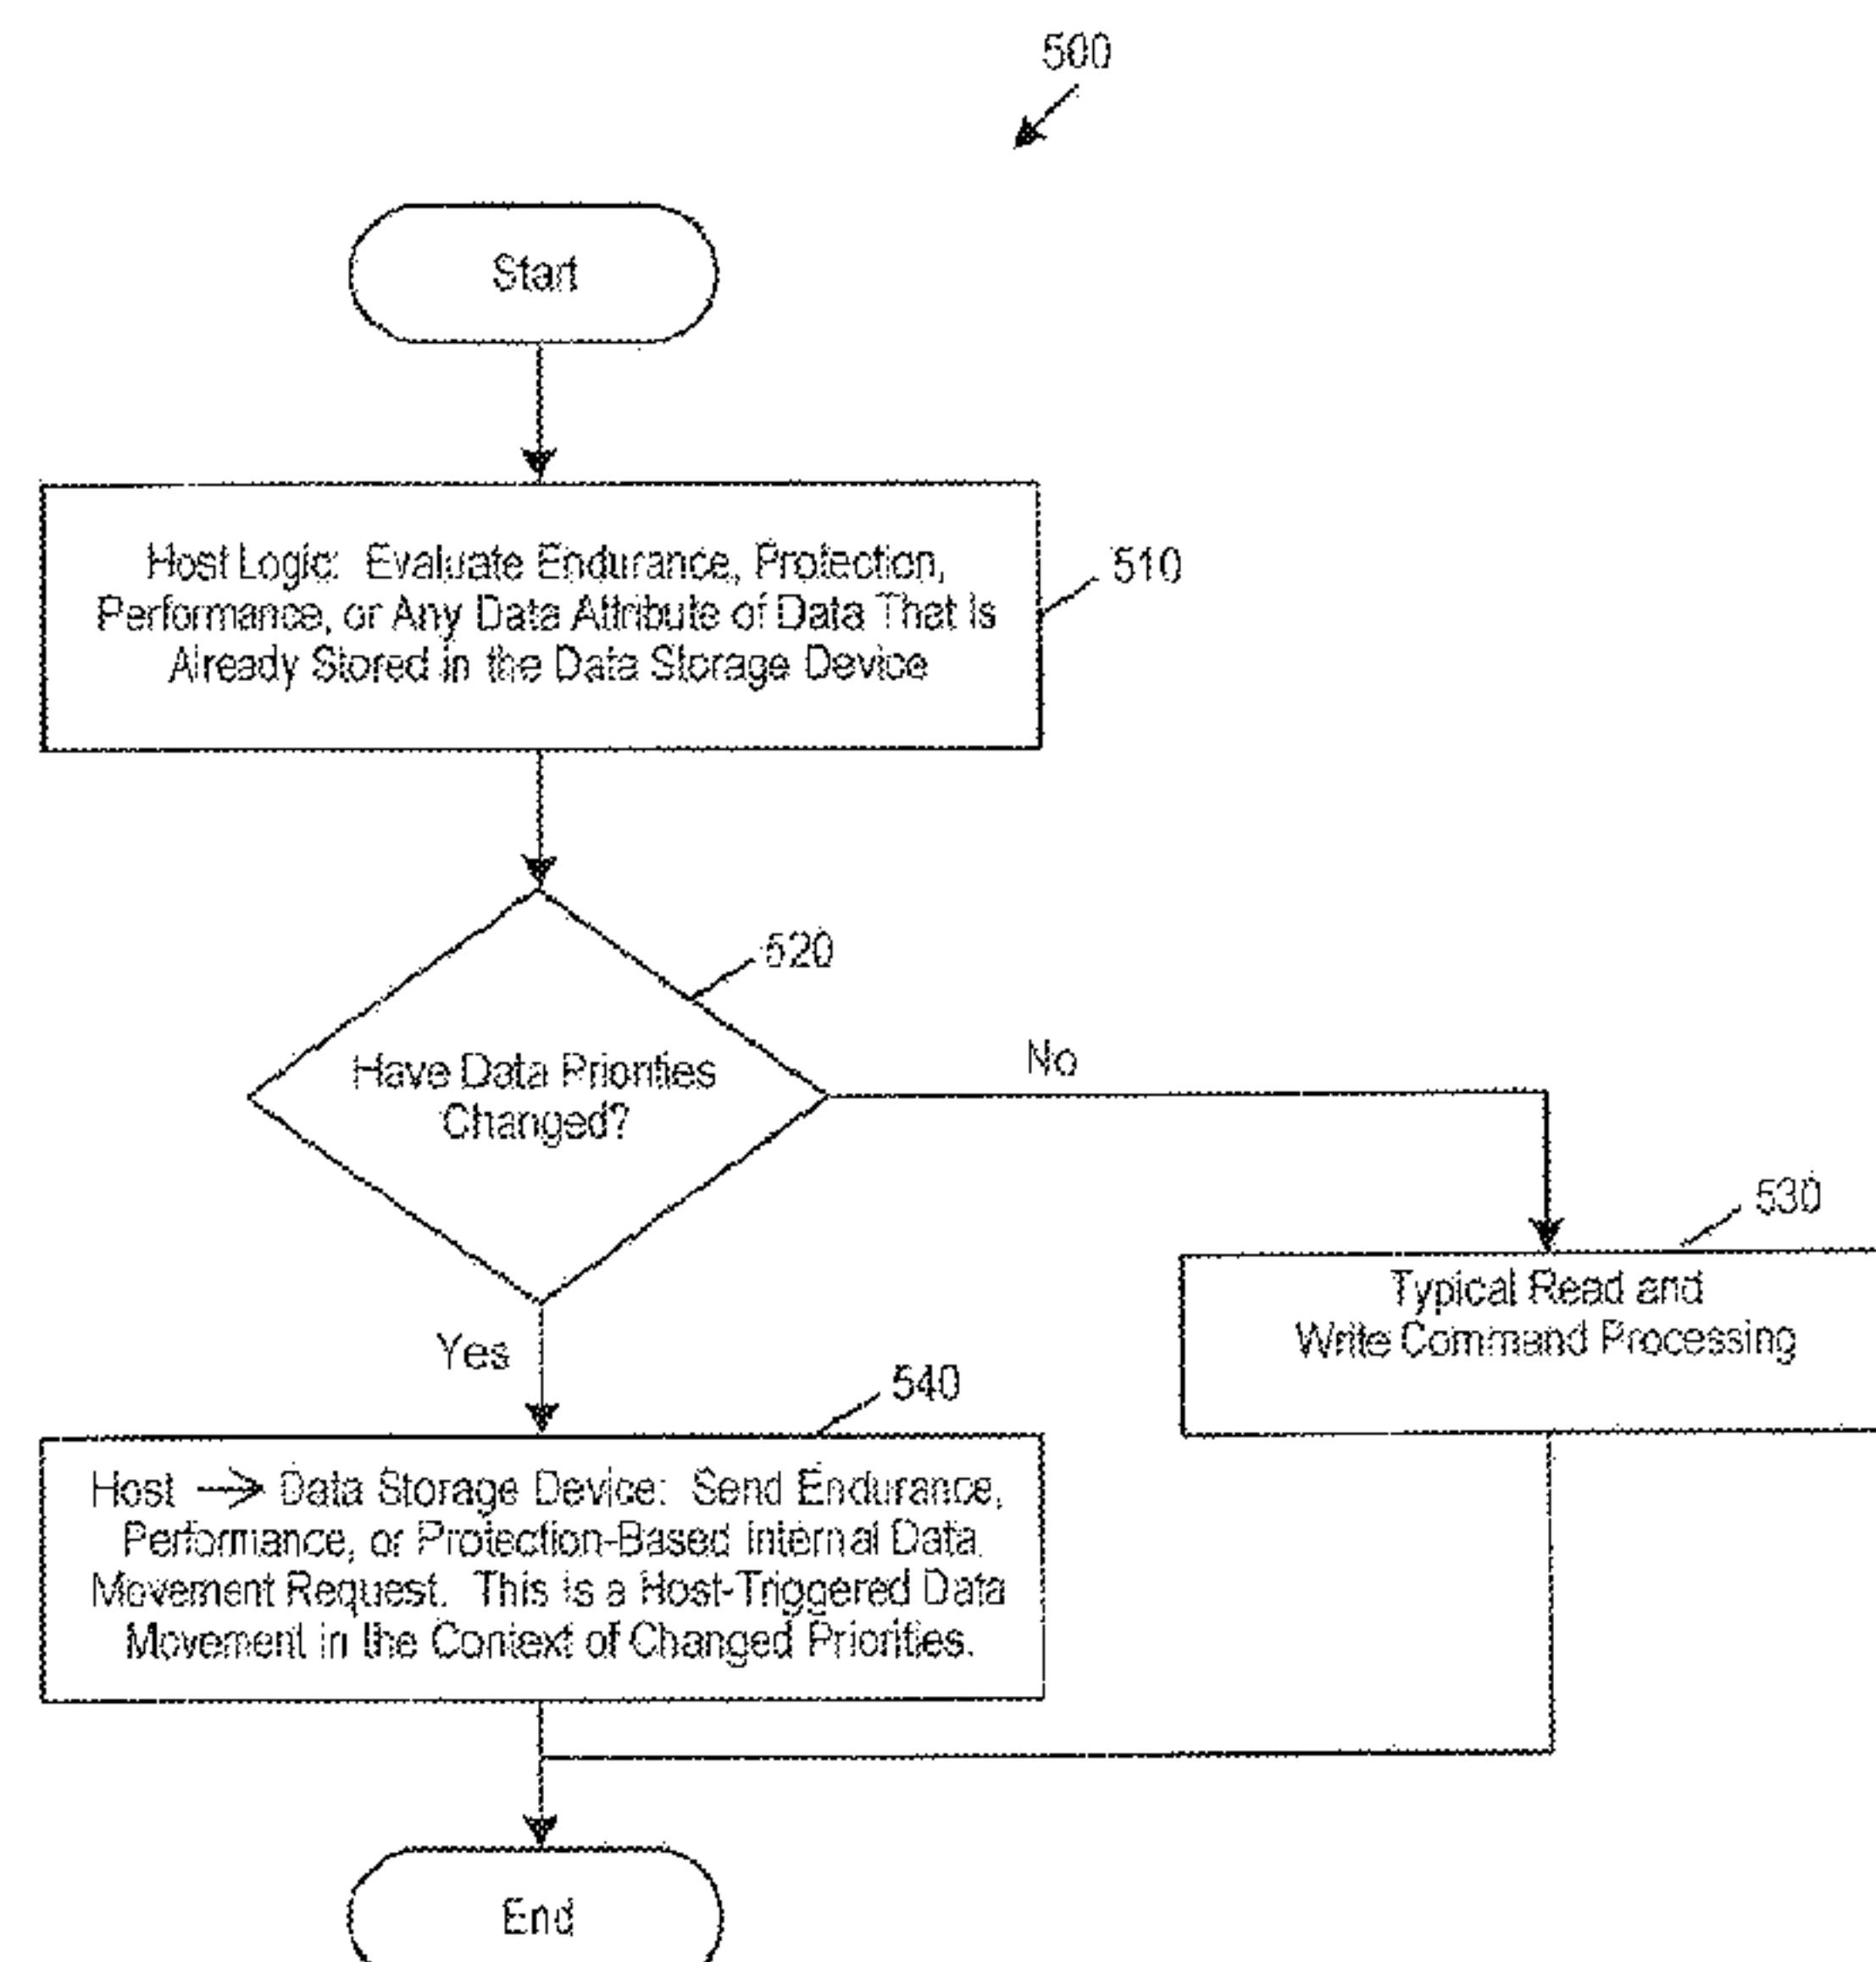 500
Start
Host Logic: Evaluate Endurance, Protection,
Performance, or Any Data Attribute of Data That Is
Already Stored in the Data Storage Device
510
520
Have Data Priorities
Changed?
No
530
Typical Read and
Write Command Processing
Yes
540
Host → Data Storage Device: Send Endurance,
Performance, or Protection-Based Internal Data
Movement Request. This is a Host-Triggered Data
Movement in the Context of Changed Priorities.
End